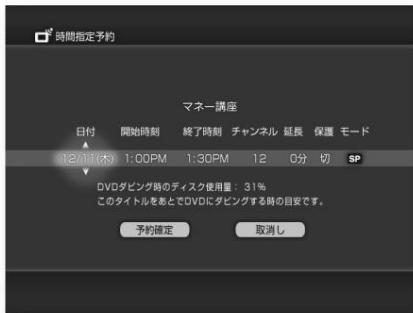 時間指定予約
マネー講座
日付 開始時刻 終了時刻 チャンネル 延長 保護 モード
12/11(木) 1:00PM 1:30PM 12 0分 切 SP
DVDダビング時のディスク使用量： 31%
このタイトルをあとでDVDにダビングする時の目安です。
予約確定 取消し